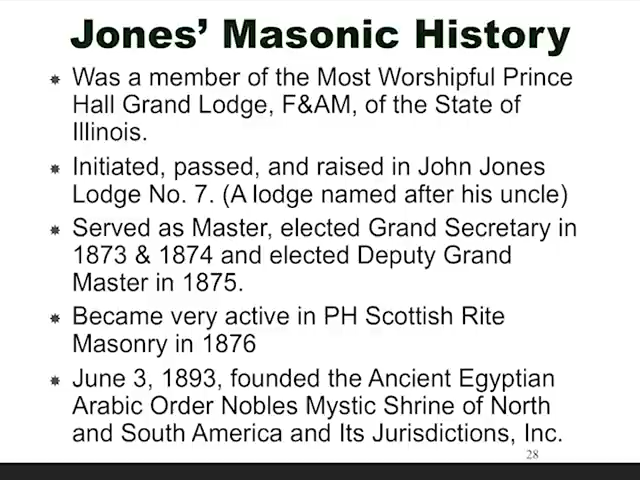 Jones’ Masonic History
Was a member of the Most Worshipful Prince
Hall Grand Lodge, F&AM, of the State of
Illinois.
Initiated, passed, and raised in John Jones
Lodge No. 7. (A lodge named after his uncle)
Served as Master, elected Grand Secretary in
1873 & 1874 and elected Deputy Grand
Master in 1875.
Became very active in PH Scottish Rite
Masonry in 1876
June 3, 1893, founded the Ancient Egyptian
Arabic Order Nobles Mystic Shrine of North
and South America and Its Jurisdictions, Inc.
28